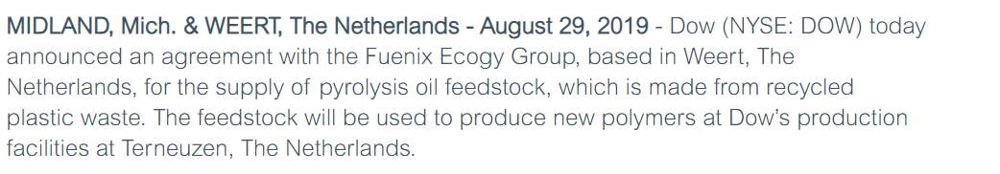 MIDLAND, Mich. & WEERT, The Netherlands - August 29, 2019 - Dow (NYSE: DOW) today
announced an agreement with the Fuenix Ecogy Group, based in Weert, The
Netherlands, for the supply of pyrolysis oil feedstock, which is made from recycled
plastic waste. The feedstock will be used to produce new polymers at Dow’s production
facilities at Terneuzen, The Netherlands.